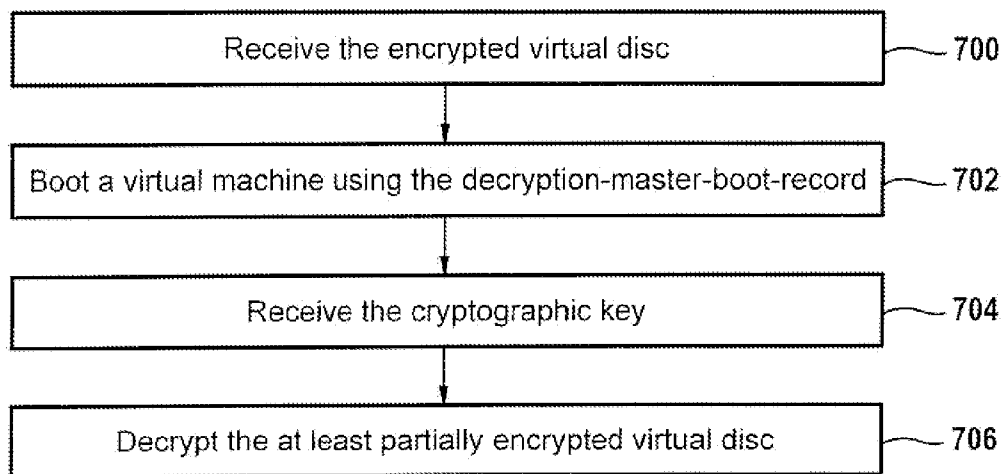 Receive the encrypted virtual disc 700
Boot a virtual machine using the decryption-master-boot-record 702
Receive the cryptographic key 704
Decrypt the at least partially encrypted virtual disc 706